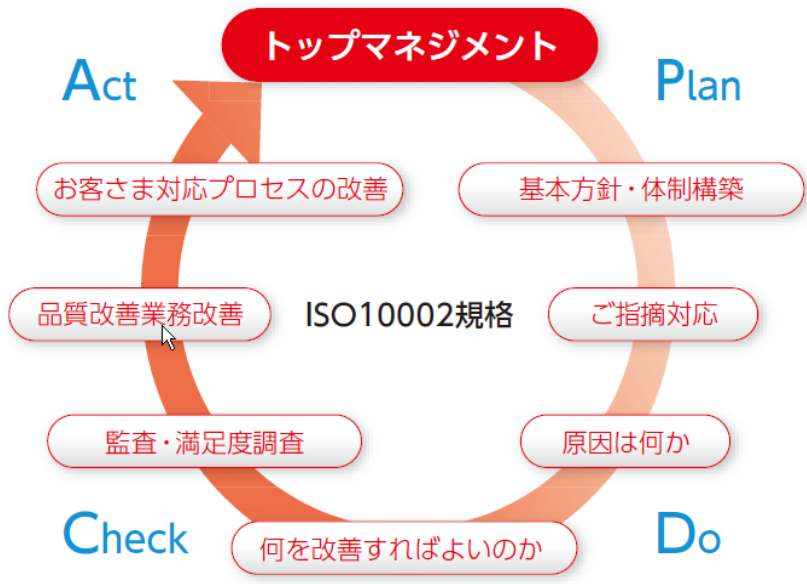 トップマネジメント
Act
Plan
お客さま対応プロセスの改善
基本方針・体制構築
品質改善業務改善
ISO10002規格
ご指摘対応
監査・満足度調査
原因は何か
Check
何を改善すればよいのか
Do